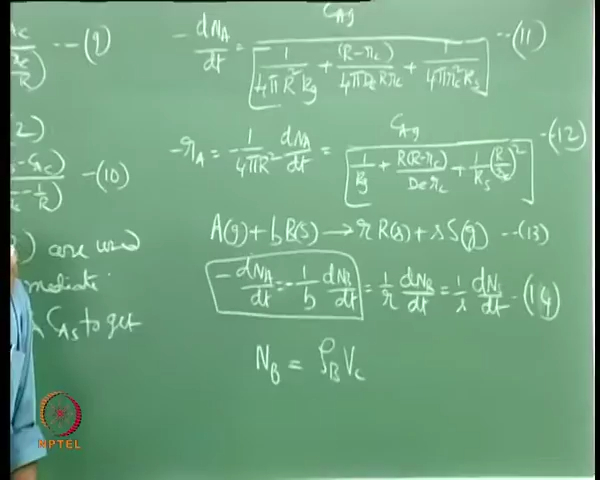 --(9)
-dN_A/dt = C_Ag / [1/4πR²k_g + (R-r_c)/4πD_e R r_c + 1/4πr_c²k_s] --(11)
-r_A = -1/4πR² dN_A/dt = C_Ag / [1/k_g + R(R-r_c)/D_e r_c + 1/k_s (R/r_c)²] -(12)
-(10)
A(g)+bB(s)→rR(s)+sS(g) --(13)
) are used
-dN_A/dt = -1/b dN_B/dt = 1/r dN_R/dt = 1/s dN_S/dt -(14)
mediate
C_As to get
N_B = ρ_B V_c
NPTEL